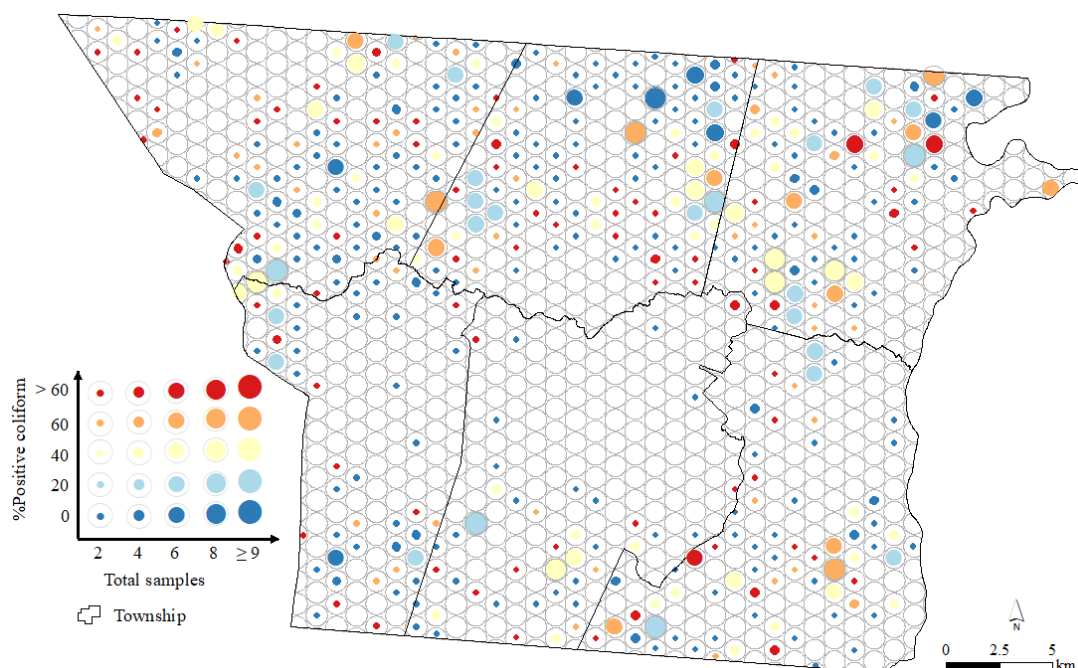 > 60
60
40
20
0
%Positive coliform
2 4 6 8 ≥ 9
Total samples
Township
N
0 2.5 5
km